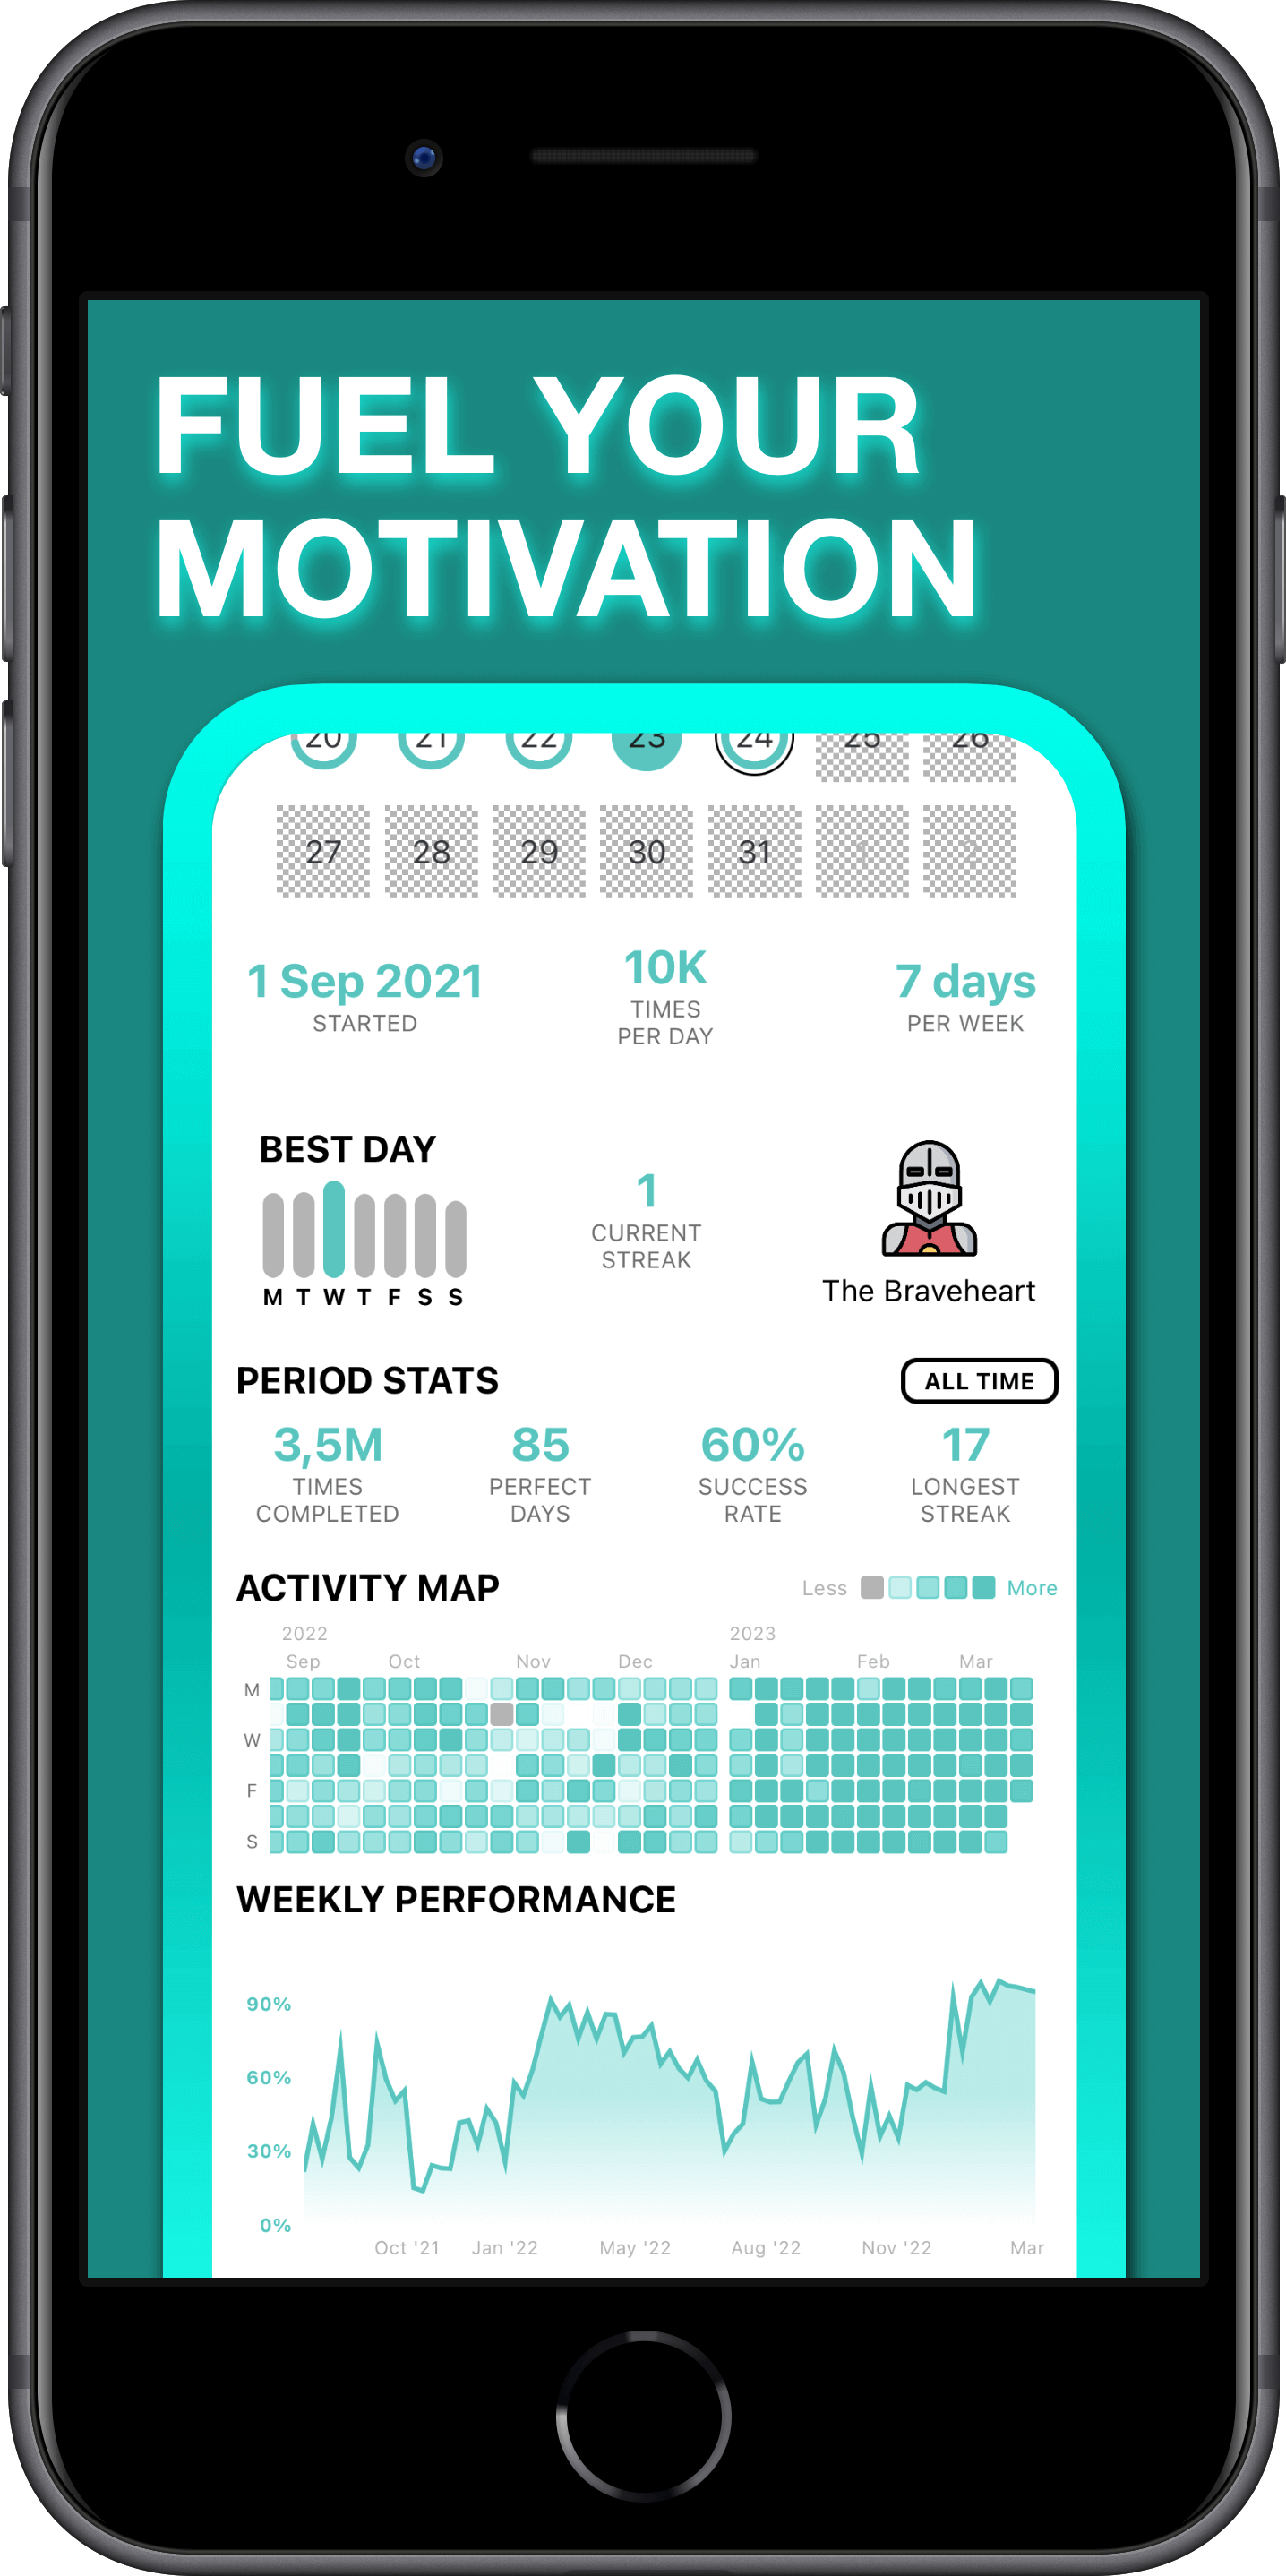 FUEL YOUR
MOTIVATION
20 21 22 23 24 25 26
27 28 29 30 31 1
1 Sep 2021
STARTED
10K
TIMES
PER DAY
7 days
PER WEEK
BEST DAY
M T W T F S S
1
CURRENT
STREAK
The Braveheart
PERIOD STATS
ALL TIME
3,5M
TIMES
COMPLETED
85
PERFECT
DAYS
60%
SUCCESS
RATE
17
LONGEST
STREAK
ACTIVITY MAP
Less
More
2022
2023
Sep Oct Nov Dec Jan Feb Mar
M
W
F
S
WEEKLY PERFORMANCE
90%
60%
30%
0%
Oct '21 Jan '22 May '22 Aug '22 Nov '22 Mar